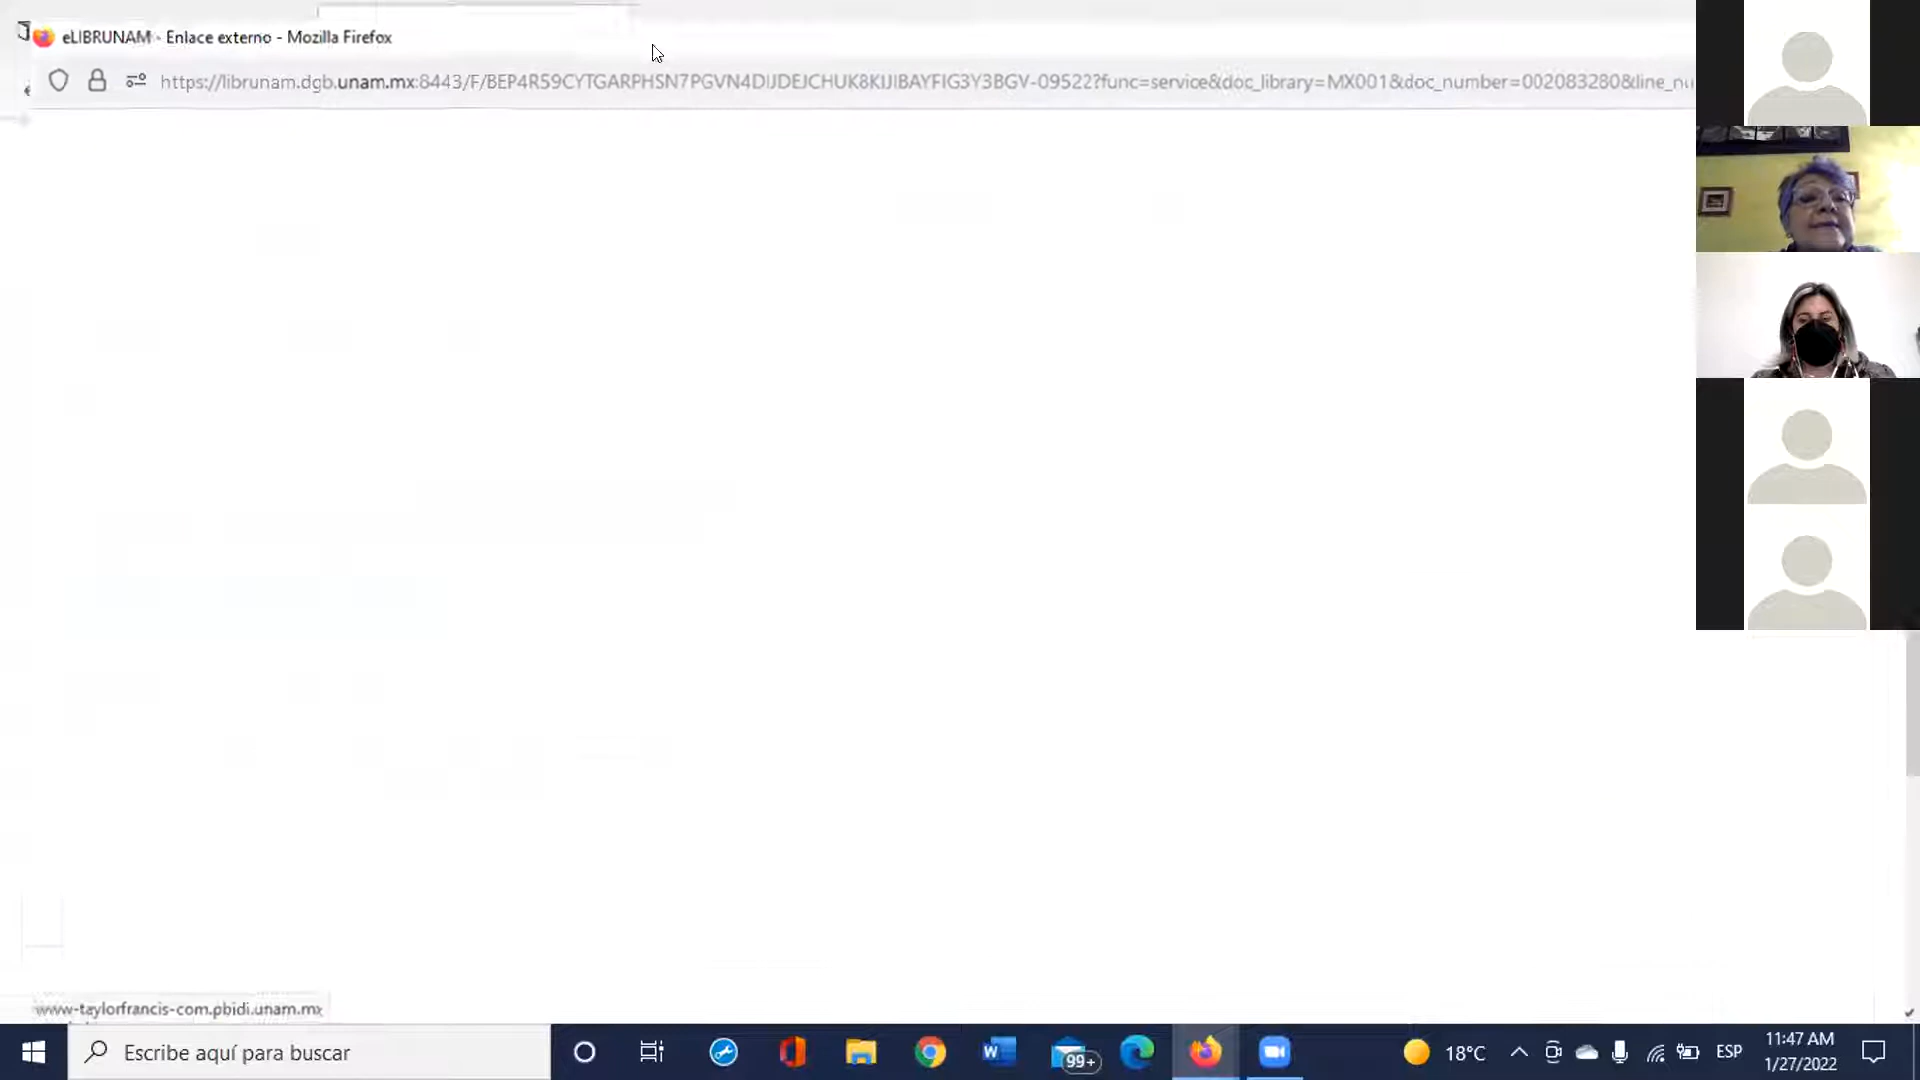 eLIBRUNAM - Enlace externo - Mozilla Firefox
https://librunam.dgb.unam.mx:8443/F/BEP4R59CYTGARPHSN7PGVN4DIJDEJCHUK8KIJIBAYFIG3Y3BGV-09522?func=service&doc_library=MX001&doc_number=002083280&line_nu
www-taylorfrancis-com.pbidi.unam.mx
Escribe aquí para buscar
99+
18°C
ESP
11:47 AM
1/27/2022